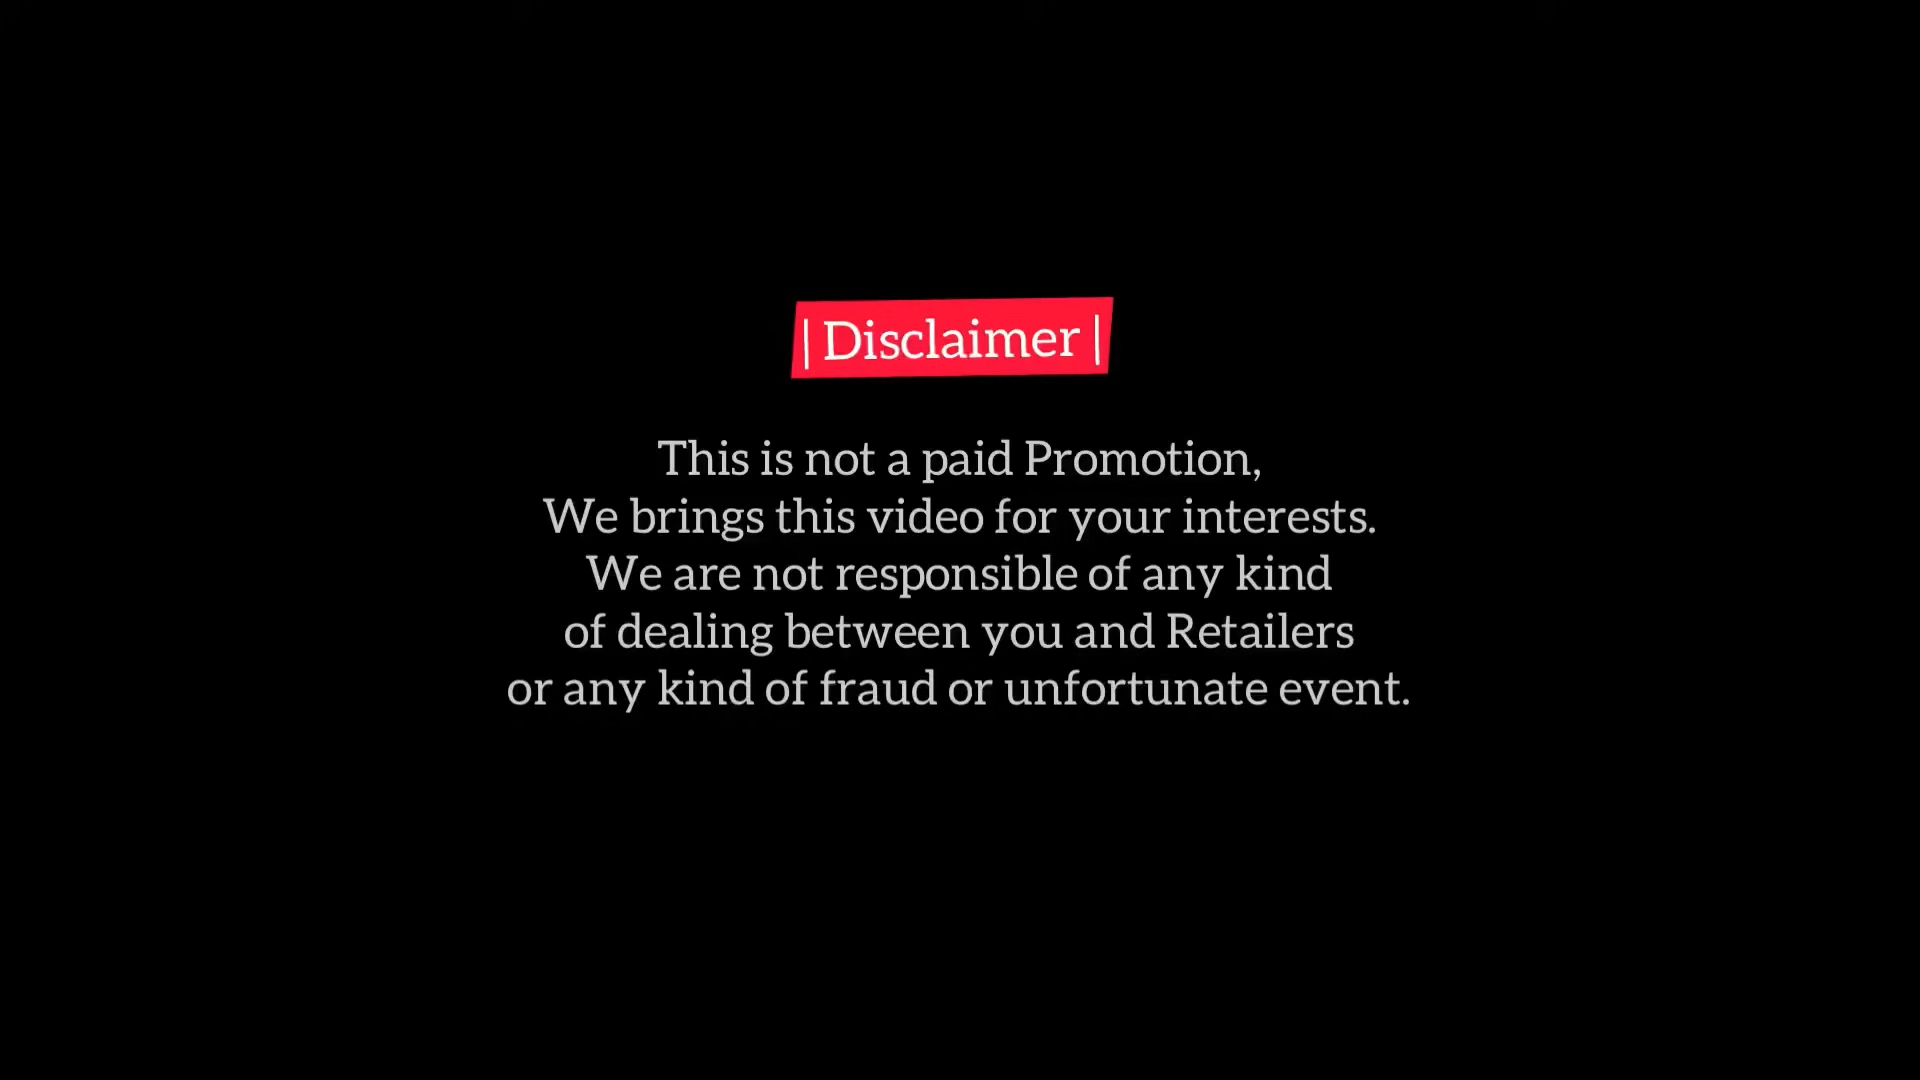 | Disclaimer |
This is not a paid Promotion,
We brings this video for your interests.
We are not responsible of any kind
of dealing between you and Retailers
or any kind of fraud or unfortunate event.